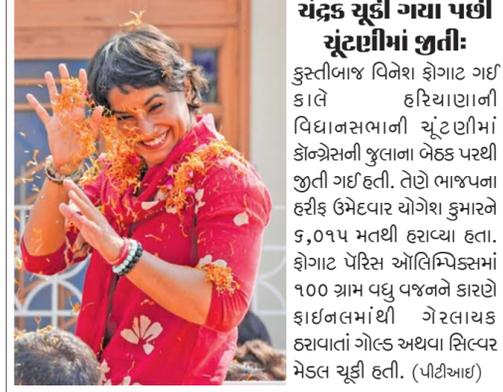 ચંદ્રક ચૂકી ગયા પછી
ચૂંટણીમાં જીતીઃ
કુસ્તીબાજ વિનેશ ફોગાટ ગઈ
કાલે હરિયાણાની
વિધાનસભાની ચૂંટણીમાં
કૉન્ગ્રેસની જુલાના બેઠક પરથી
જીતી ગઈ હતી. તેણે ભાજપના
હરીફ ઉમેદવાર યોગેશ કુમારને
૬,૦૧૫ મતથી હરાવ્યા હતા.
ફોગાટ પૅરિસ ઑલિમ્પિક્સમાં
૧૦૦ ગ્રામ વધુ વજનને કારણે
ફાઇનલમાંથી ગેરલાયક
ઠરાવાતાં ગોલ્ડ અથવા સિલ્વર
મેડલ ચૂકી હતી. (પીટીઆઇ)